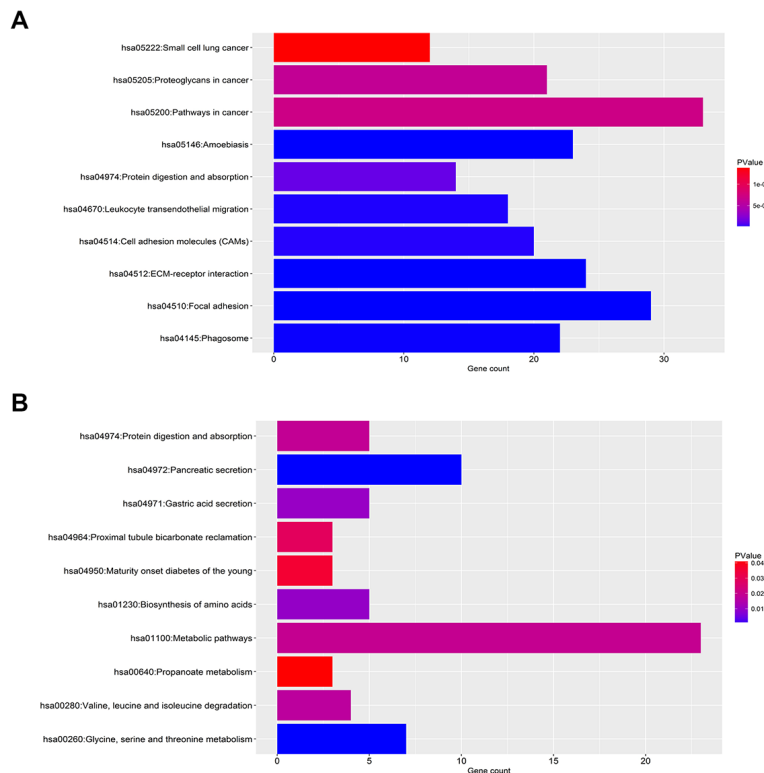 A
hsa05222:Small cell lung cancer
hsa05205:Proteoglycans in cancer
hsa05200:Pathways in cancer
hsa05146:Amoebiasis
hsa04974:Protein digestion and absorption
hsa04670:Leukocyte transendothelial migration
hsa04514:Cell adhesion molecules (CAMs)
hsa04512:ECM-receptor interaction
hsa04510:Focal adhesion
hsa04145:Phagosome
0 10 20 30
Gene count
PValue
1e-0
5e-0
B
hsa04974:Protein digestion and absorption
hsa04972:Pancreatic secretion
hsa04971:Gastric acid secretion
hsa04964:Proximal tubule bicarbonate reclamation
hsa04950:Maturity onset diabetes of the young
hsa01230:Biosynthesis of amino acids
hsa01100:Metabolic pathways
hsa00640:Propanoate metabolism
hsa00280:Valine, leucine and isoleucine degradation
hsa00260:Glycine, serine and threonine metabolism
0 5 10 15 20
Gene count
PValue
0.04
0.03
0.02
0.01